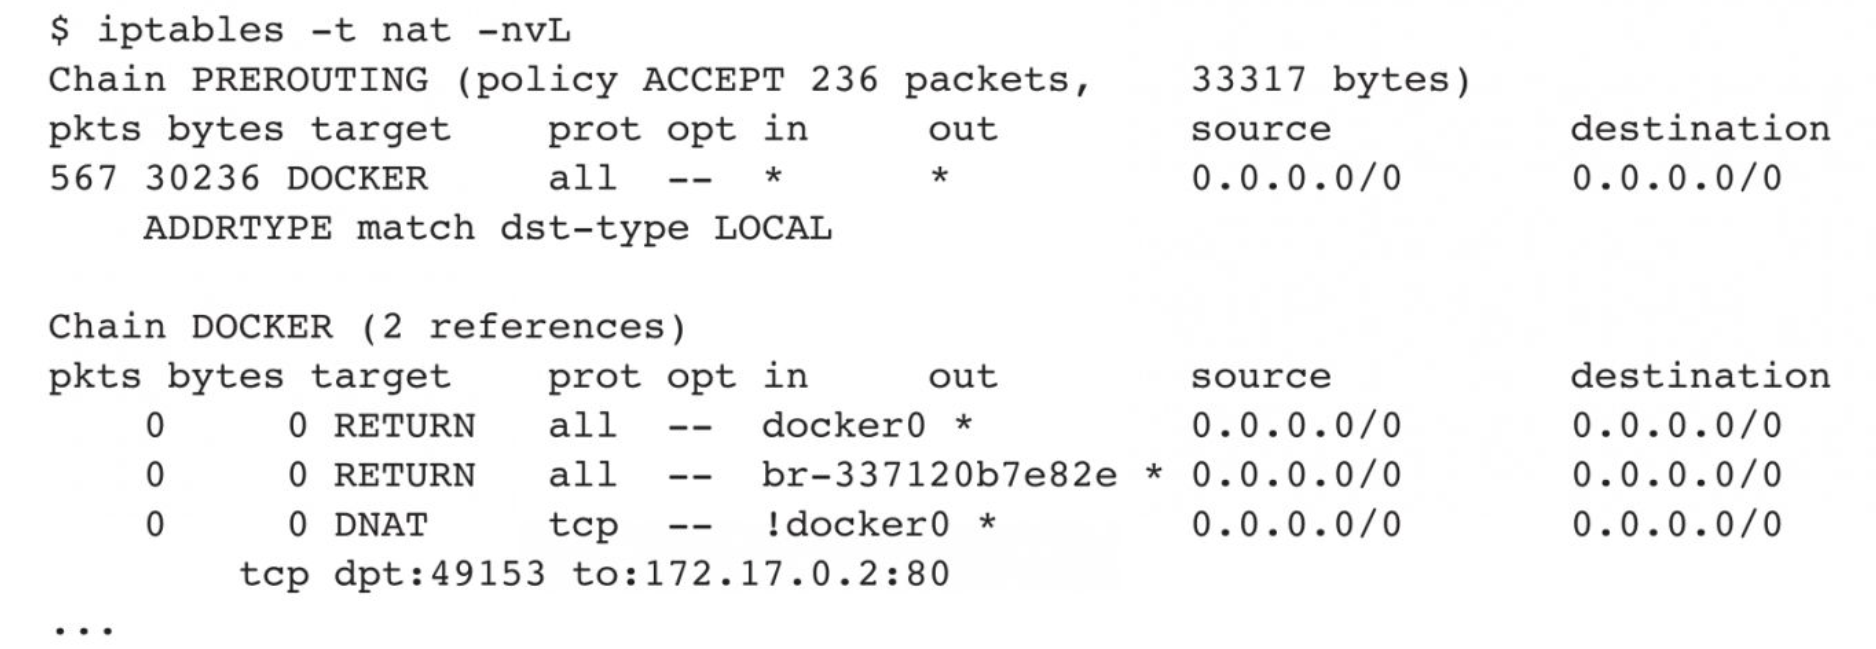 $ iptables -t nat -nvL
Chain PREROUTING (policy ACCEPT 236 packets,    33317 bytes)
pkts bytes target    prot opt in     out        source          destination
567 30236 DOCKER     all  --  *      *          0.0.0.0/0       0.0.0.0/0
    ADDRTYPE match dst-type LOCAL

Chain DOCKER (2 references)
pkts bytes target    prot opt in     out        source          destination
    0     0 RETURN   all  --  docker0 *         0.0.0.0/0       0.0.0.0/0
    0     0 RETURN   all  --  br-337120b7e82e * 0.0.0.0/0       0.0.0.0/0
    0     0 DNAT     tcp  --  !docker0 *        0.0.0.0/0       0.0.0.0/0
        tcp dpt:49153 to:172.17.0.2:80
...